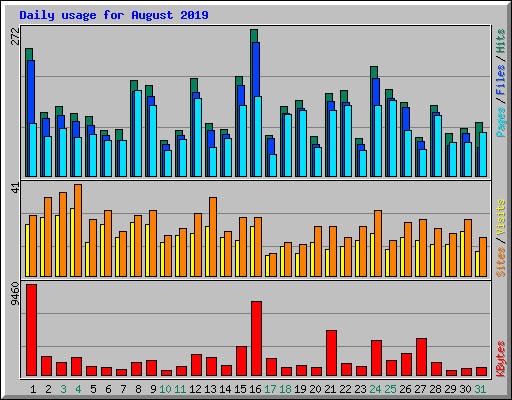 Daily usage for August 2019
272
Pages / Files / Hits
41
Sites / Visits
9460
KBytes
1 2 3 4 5 6 7 8 9 10 11 12 13 14 15 16 17 18 19 20 21 22 23 24 25 26 27 28 29 30 31